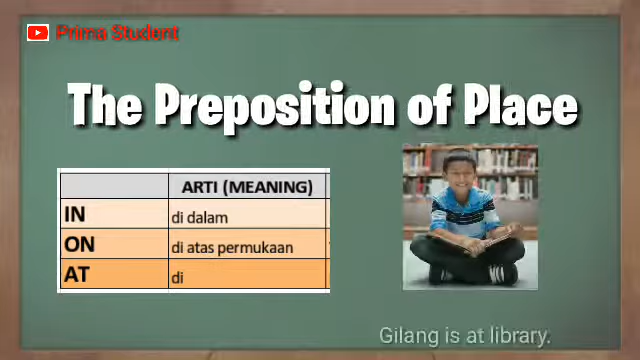 Prima Student
The Preposition of Place
ARTI (MEANING)
IN di dalam
ON di atas permukaan
AT di
Gilang is at library.